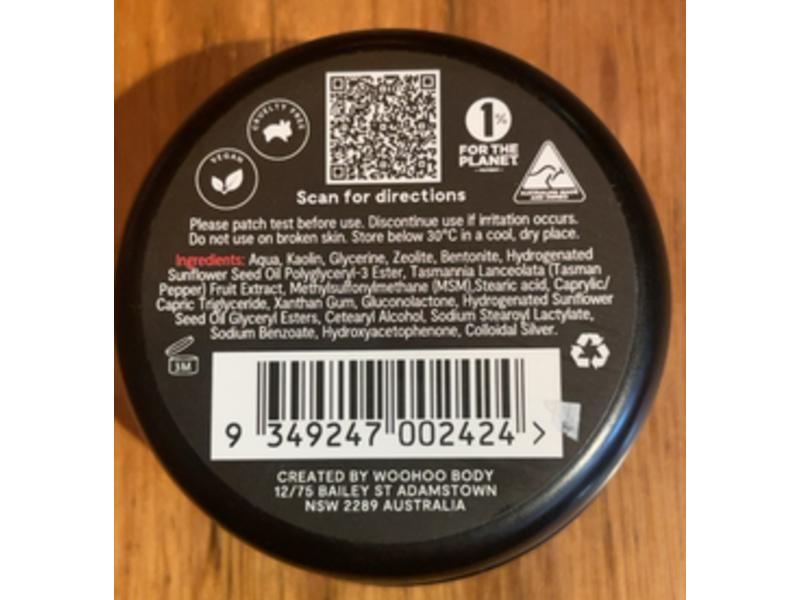 CRUELTY FREE
VEGAN
1%
FOR THE
PLANET
Scan for directions
AUSTRALIAN MADE
AND OWNED
Please patch test before use. Discontinue use if irritation occurs.
Do not use on broken skin. Store below 30°C in a cool, dry place.
Ingredients: Aqua, Kaolin, Glycerine, Zeolite, Bentonite, Hydrogenated
Sunflower Seed Oil Polyglyceryl-3 Ester, Tasmannia Lanceolata (Tasman
Pepper) Fruit Extract, Methylsulfonylmethane (MSM),Stearic acid, Caprylic/
Capric Triglyceride, Xanthan Gum, Gluconolactone, Hydrogenated Sunflower
Seed Oil Glyceryl Esters, Cetearyl Alcohol, Sodium Stearoyl Lactylate,
Sodium Benzoate, Hydroxyacetophenone, Colloidal Silver.
3M
9 349247 002424 >
CREATED BY WOOHOO BODY
12/75 BAILEY ST ADAMSTOWN
NSW 2289 AUSTRALIA